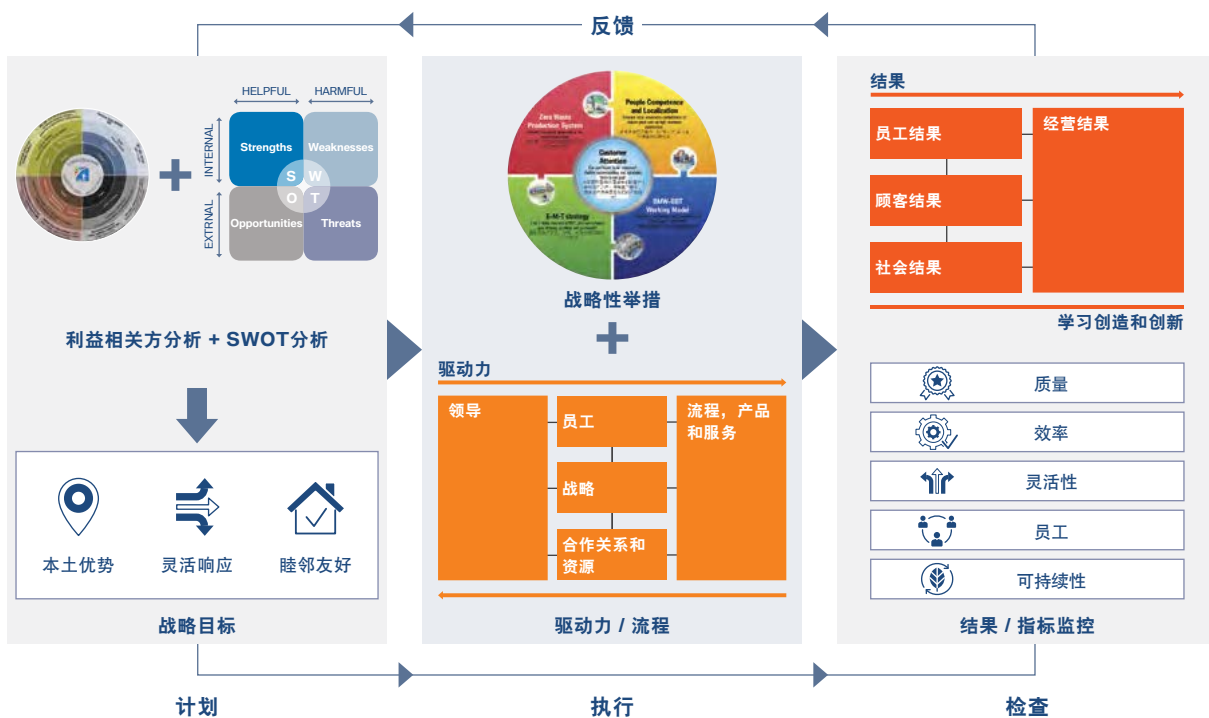 反馈
HELPFUL
HARMFUL
INTERNAL
EXTRNAL
Strengths
Weaknesses
S
W
O
T
Opportunities
Threats
利益相关方分析 + SWOT分析
本土优势
灵活响应
睦邻友好
战略目标
Zero Waste
Production System
People Competence
and Localization
Customer
Attention
E-M-T strategy
BMW-BBT
Working Model
战略性举措
驱动力
领导
员工
战略
合作关系和
资源
流程，产品
和服务
驱动力 / 流程
结果
员工结果
顾客结果
社会结果
经营结果
学习创造和创新
质量
效率
灵活性
员工
可持续性
结果 / 指标监控
计划
执行
检查